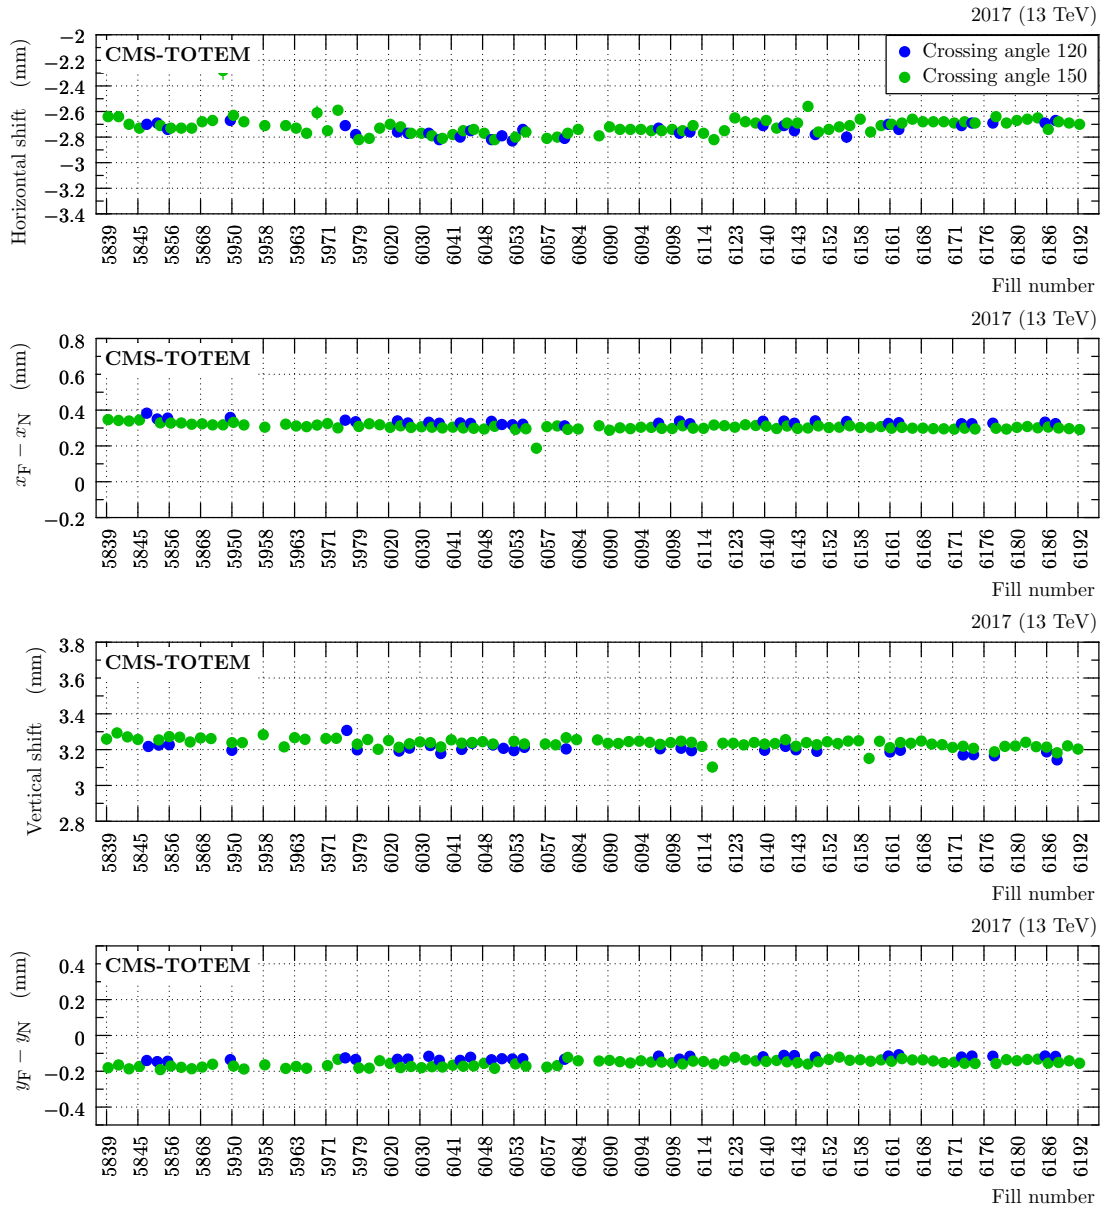 2017 (13 TeV)
CMS-TOTEM
Crossing angle 120
Crossing angle 150
Horizontal shift (mm)
−2
−2.2
−2.4
−2.6
−2.8
−3
−3.2
−3.4
5839 5845 5856 5868 5950 5958 5963 5971 5979 6020 6030 6041 6048 6053 6057 6084 6090 6094 6098 6114 6123 6140 6143 6152 6158 6161 6168 6171 6176 6180 6186 6192
Fill number
2017 (13 TeV)
CMS-TOTEM
xF − xN (mm)
0.8
0.6
0.4
0.2
0
−0.2
5839 5845 5856 5868 5950 5958 5963 5971 5979 6020 6030 6041 6048 6053 6057 6084 6090 6094 6098 6114 6123 6140 6143 6152 6158 6161 6168 6171 6176 6180 6186 6192
Fill number
2017 (13 TeV)
CMS-TOTEM
Vertical shift (mm)
3.8
3.6
3.4
3.2
3
2.8
5839 5845 5856 5868 5950 5958 5963 5971 5979 6020 6030 6041 6048 6053 6057 6084 6090 6094 6098 6114 6123 6140 6143 6152 6158 6161 6168 6171 6176 6180 6186 6192
Fill number
2017 (13 TeV)
CMS-TOTEM
yF − yN (mm)
0.4
0.2
0
−0.2
−0.4
5839 5845 5856 5868 5950 5958 5963 5971 5979 6020 6030 6041 6048 6053 6057 6084 6090 6094 6098 6114 6123 6140 6143 6152 6158 6161 6168 6171 6176 6180 6186 6192
Fill number